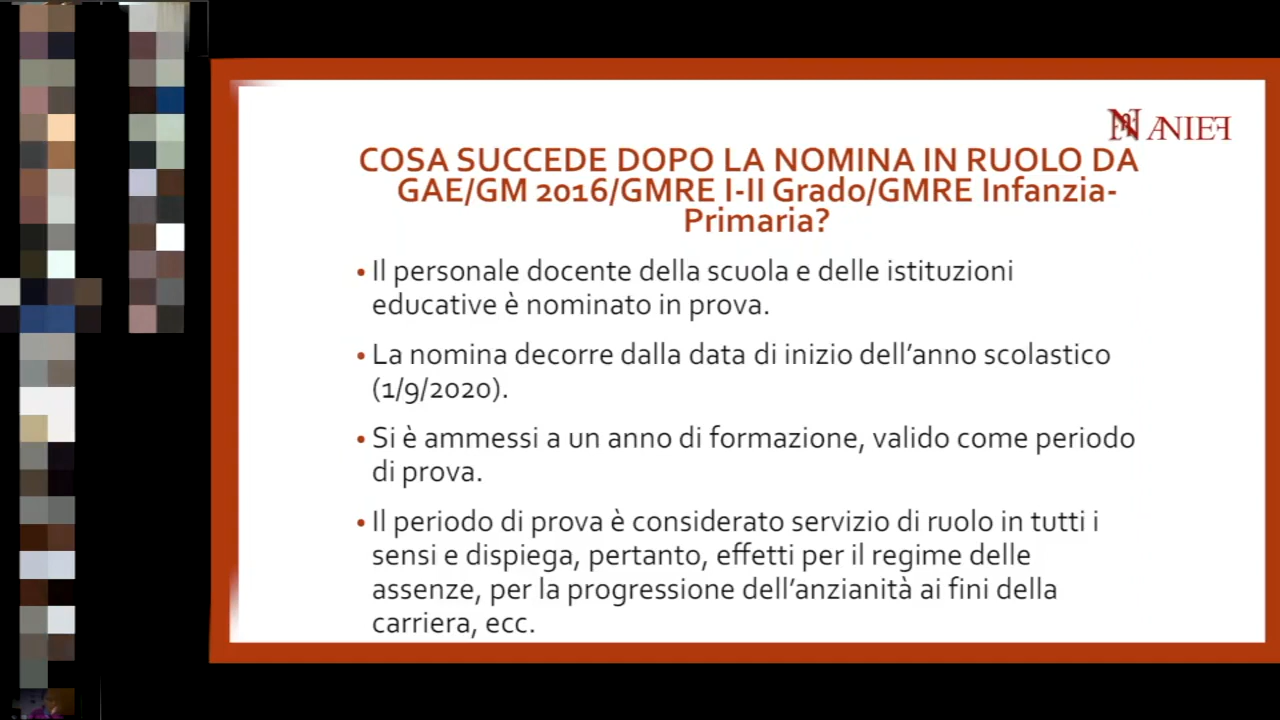 ANIEF
COSA SUCCEDE DOPO LA NOMINA IN RUOLO DA
GAE/GM 2016/GMRE I-II Grado/GMRE Infanzia-
Primaria?
• Il personale docente della scuola e delle istituzioni
educative è nominato in prova.
• La nomina decorre dalla data di inizio dell’anno scolastico
(1/9/2020).
• Si è ammessi a un anno di formazione, valido come periodo
di prova.
• Il periodo di prova è considerato servizio di ruolo in tutti i
sensi e dispiega, pertanto, effetti per il regime delle
assenze, per la progressione dell’anzianità ai fini della
carriera, ecc.